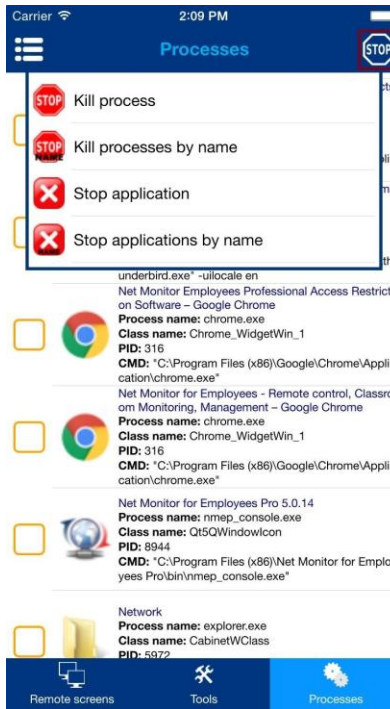 Carrier 2:09 PM
Processes STOP
STOP Kill process
STOP NAME Kill processes by name
Stop application
Stop applications by name
underbird.exe" -uilocale en
Net Monitor Employees Professional Access Restricti
on Software – Google Chrome
Process name: chrome.exe
Class name: Chrome_WidgetWin_1
PID: 316
CMD: "C:\Program Files (x86)\Google\Chrome\Appli
cation\chrome.exe"
Net Monitor for Employees - Remote control, Classro
om Monitoring, Management – Google Chrome
Process name: chrome.exe
Class name: Chrome_WidgetWin_1
PID: 316
CMD: "C:\Program Files (x86)\Google\Chrome\Appli
cation\chrome.exe"
Net Monitor for Employees Pro 5.0.14
Process name: nmep_console.exe
Class name: Qt5QWindowIcon
PID: 8944
CMD: "C:\Program Files (x86)\Net Monitor for Emplo
yees Pro\bin\nmep_console.exe"
Network
Process name: explorer.exe
Class name: CabinetWClass
PID: 5972
Remote screens Tools Processes